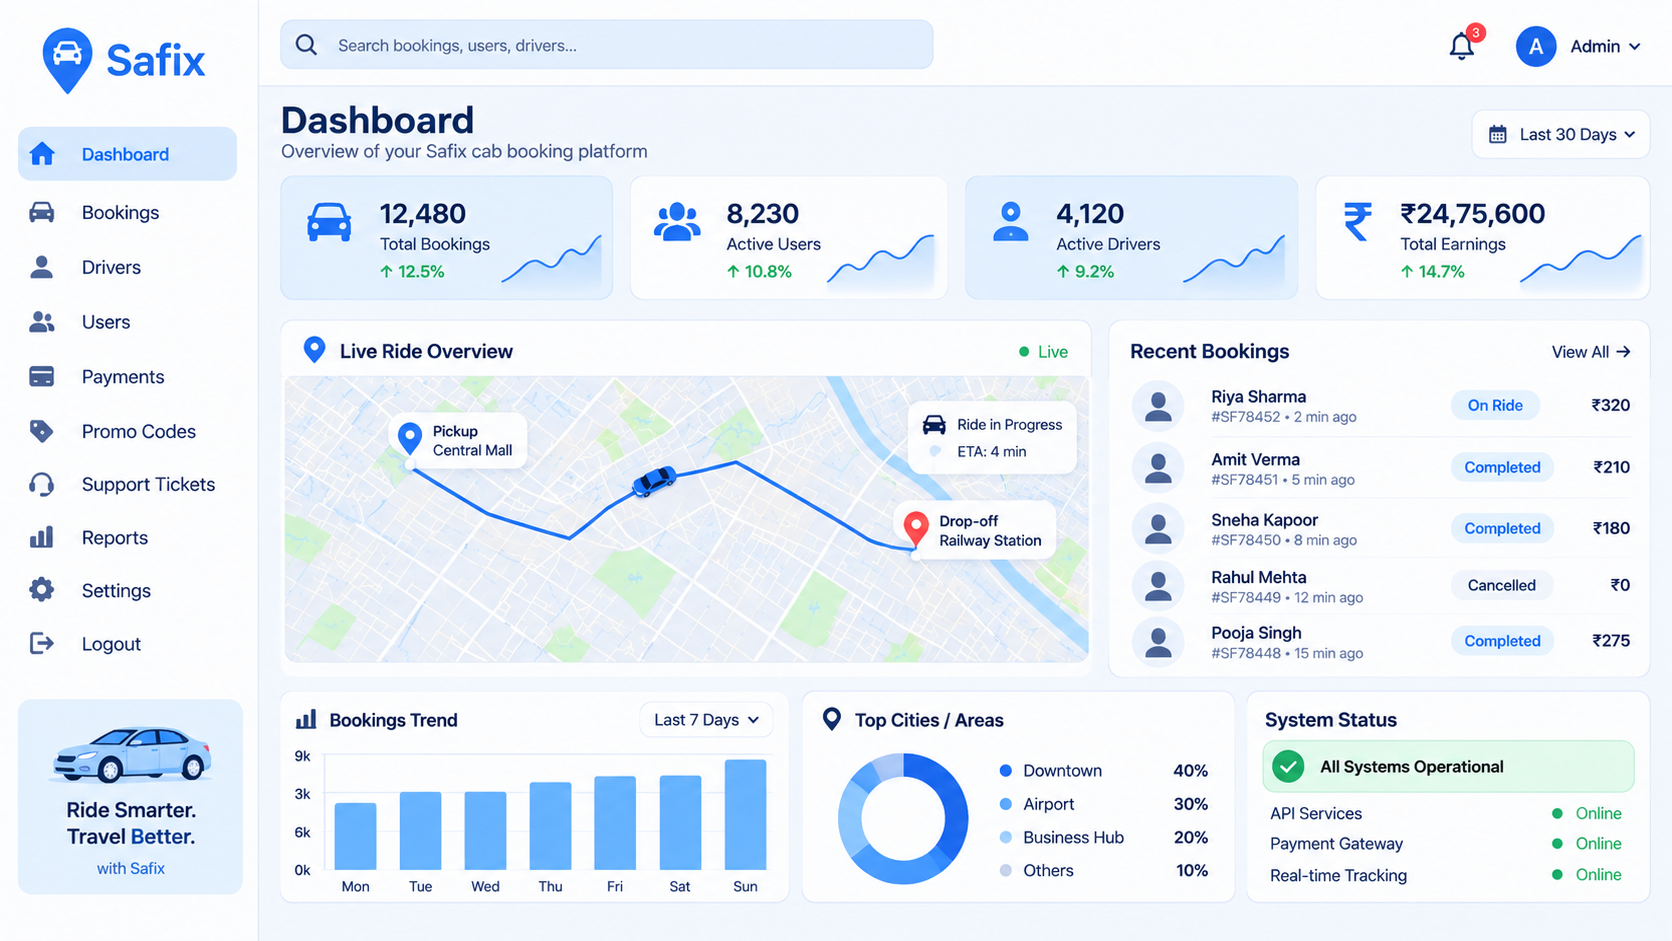 Safix
Search bookings, users, drivers...
3
A
Admin
Dashboard
Bookings
Drivers
Users
Payments
Promo Codes
Support Tickets
Reports
Settings
Logout
Ride Smarter.
Travel Better.
with Safix
Dashboard
Overview of your Safix cab booking platform
Last 30 Days
12,480
Total Bookings
↑ 12.5%
8,230
Active Users
↑ 10.8%
4,120
Active Drivers
↑ 9.2%
₹
₹24,75,600
Total Earnings
↑ 14.7%
Live Ride Overview
● Live
Pickup
Central Mall
Ride in Progress
ETA: 4 min
Drop-off
Railway Station
Recent Bookings
View All →
Riya Sharma
#SF78452 • 2 min ago
On Ride
₹320
Amit Verma
#SF78451 • 5 min ago
Completed
₹210
Sneha Kapoor
#SF78450 • 8 min ago
Completed
₹180
Rahul Mehta
#SF78449 • 12 min ago
Cancelled
₹0
Pooja Singh
#SF78448 • 15 min ago
Completed
₹275
Bookings Trend
Last 7 Days
9k
3k
6k
0k
Mon Tue Wed Thu Fri Sat Sun
Top Cities / Areas
Downtown 40%
Airport 30%
Business Hub 20%
Others 10%
System Status
All Systems Operational
API Services ● Online
Payment Gateway ● Online
Real-time Tracking ● Online